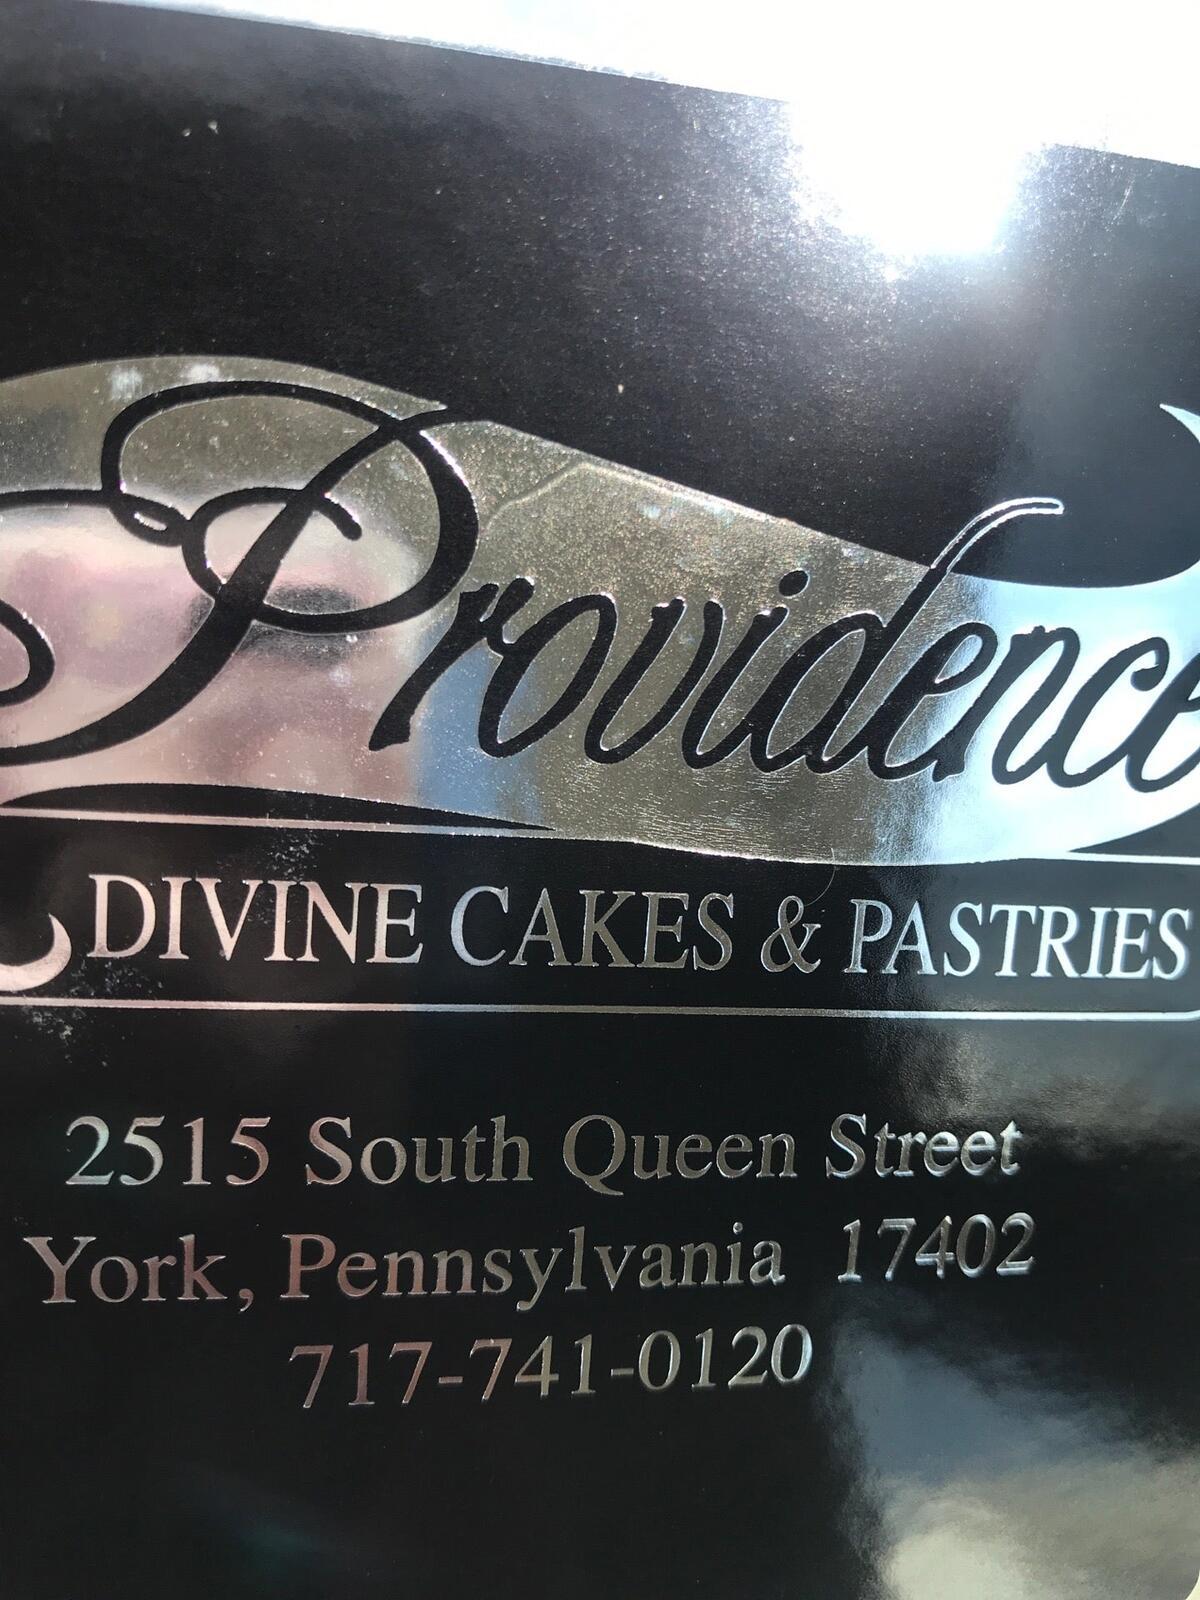 Providence
DIVINE CAKES & PASTRIES
2515 South Queen Street
York, Pennsylvania 17402
717-741-0120